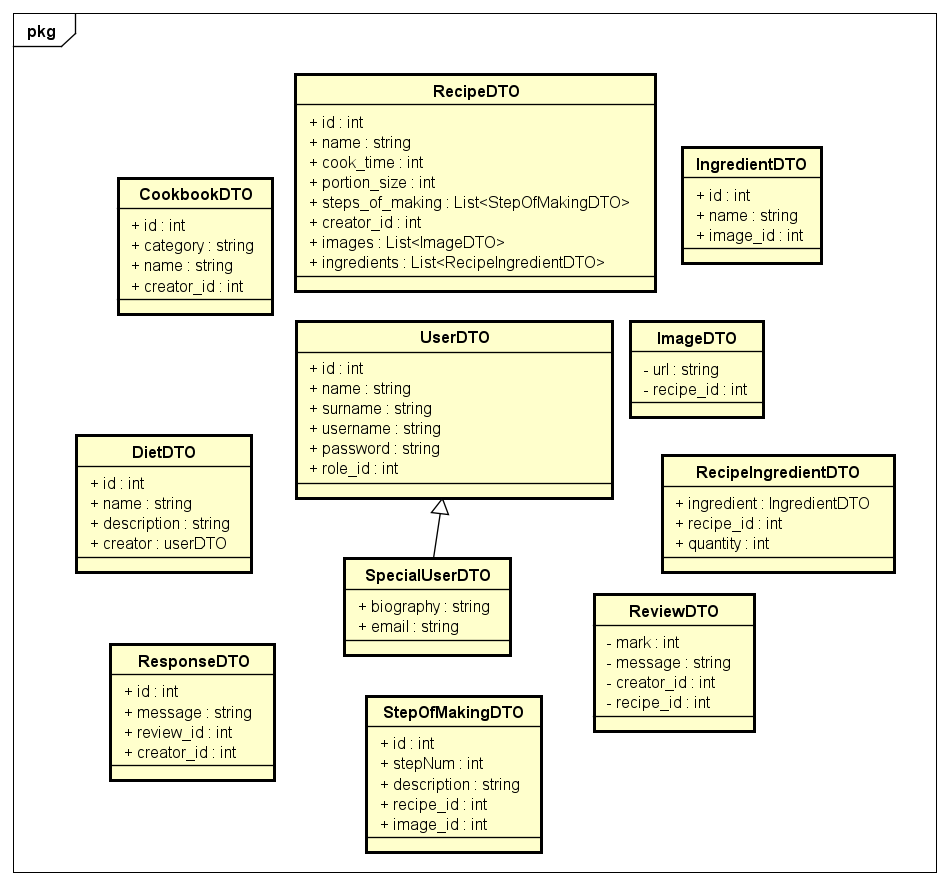 pkg
RecipeDTO
+ id : int
+ name : string
+ cook_time : int
+ portion_size : int
+ steps_of_making : List<StepOfMakingDTO>
+ creator_id : int
+ images : List<ImageDTO>
+ ingredients : List<RecipeIngredientDTO>
IngredientDTO
+ id : int
+ name : string
+ image_id : int
CookbookDTO
+ id : int
+ category : string
+ name : string
+ creator_id : int
UserDTO
+ id : int
+ name : string
+ surname : string
+ username : string
+ password : string
+ role_id : int
ImageDTO
- url : string
- recipe_id : int
DietDTO
+ id : int
+ name : string
+ description : string
+ creator : userDTO
RecipeIngredientDTO
+ ingredient : IngredientDTO
+ recipe_id : int
+ quantity : int
SpecialUserDTO
+ biography : string
+ email : string
ReviewDTO
- mark : int
- message : string
- creator_id : int
- recipe_id : int
ResponseDTO
+ id : int
+ message : string
+ review_id : int
+ creator_id : int
StepOfMakingDTO
+ id : int
+ stepNum : int
+ description : string
+ recipe_id : int
+ image_id : int